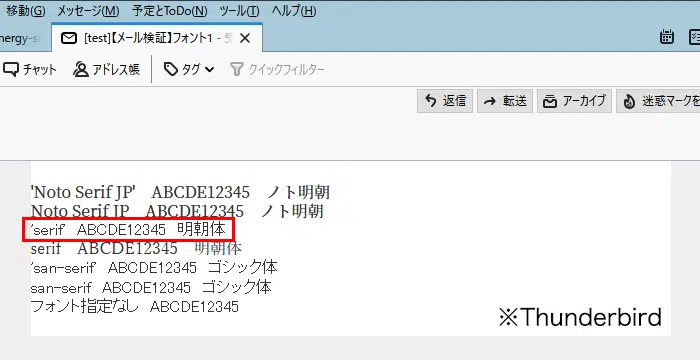 移動(G) メッセージ(M) 予定とToDo(N) ツール(T) ヘルプ(H)
nergy-s [test]【メール検証】フォント1 - 受
チャット アドレス帳 タグ クイックフィルター
返信 転送 アーカイブ 迷惑マークを
'Noto Serif JP' ABCDE12345 ノト明朝
Noto Serif JP ABCDE12345 ノト明朝
'serif' ABCDE12345 明朝体
serif ABCDE12345 明朝体
'san-serif' ABCDE12345 ゴシック体
san-serif ABCDE12345 ゴシック体
フォント指定なし ABCDE12345
※Thunderbird